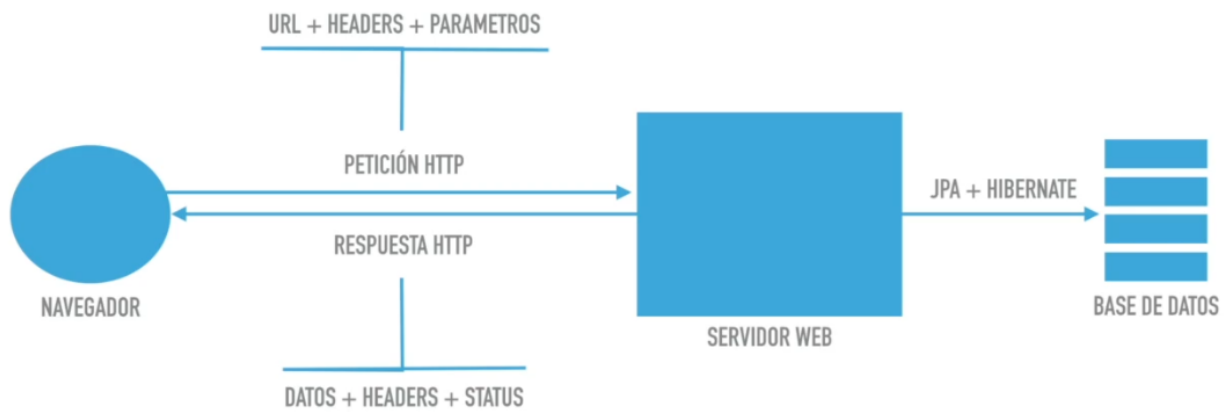 URL + HEADERS + PARAMETROS
PETICIÓN HTTP
JPA + HIBERNATE
RESPUESTA HTTP
NAVEGADOR
BASE DE DATOS
SERVIDOR WEB
DATOS + HEADERS + STATUS